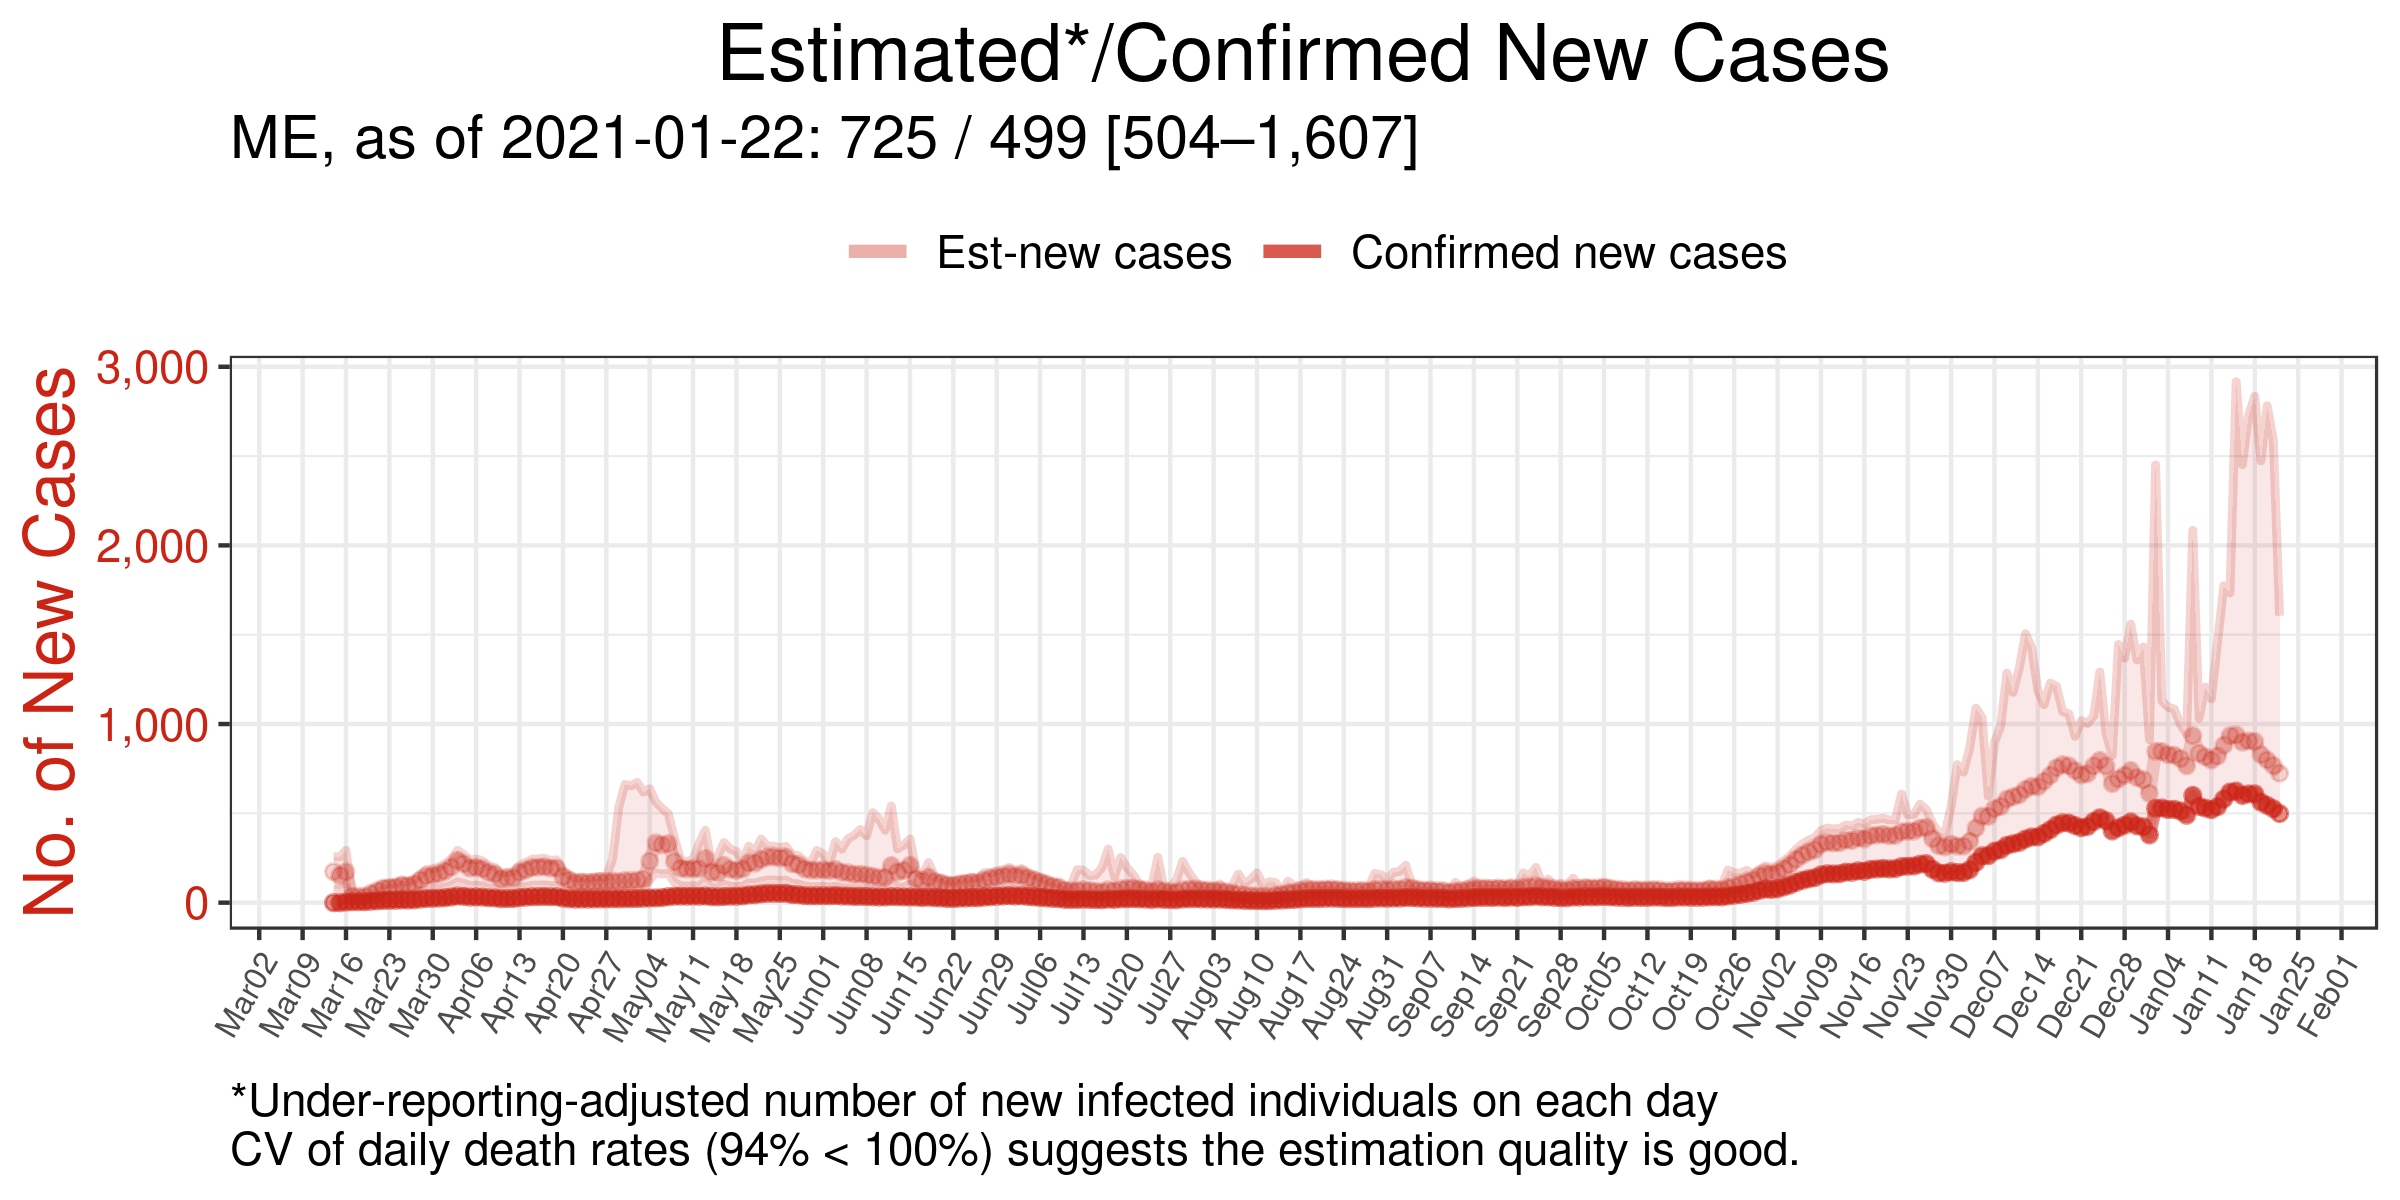 Estimated*/Confirmed New Cases
ME, as of 2021-01-22: 725 / 499 [504–1,607]
Est-new cases Confirmed new cases
No. of New Cases
3,000
2,000
1,000
0
Mar02 Mar09 Mar16 Mar23 Mar30 Apr06 Apr13 Apr20 Apr27 May04 May11 May18 May25 Jun01 Jun08 Jun15 Jun22 Jun29 Jul06 Jul13 Jul20 Jul27 Aug03 Aug10 Aug17 Aug24 Aug31 Sep07 Sep14 Sep21 Sep28 Oct05 Oct12 Oct19 Oct26 Nov02 Nov09 Nov16 Nov23 Nov30 Dec07 Dec14 Dec21 Dec28 Jan04 Jan11 Jan18 Jan25 Feb01
*Under-reporting-adjusted number of new infected individuals on each day
CV of daily death rates (94% < 100%) suggests the estimation quality is good.